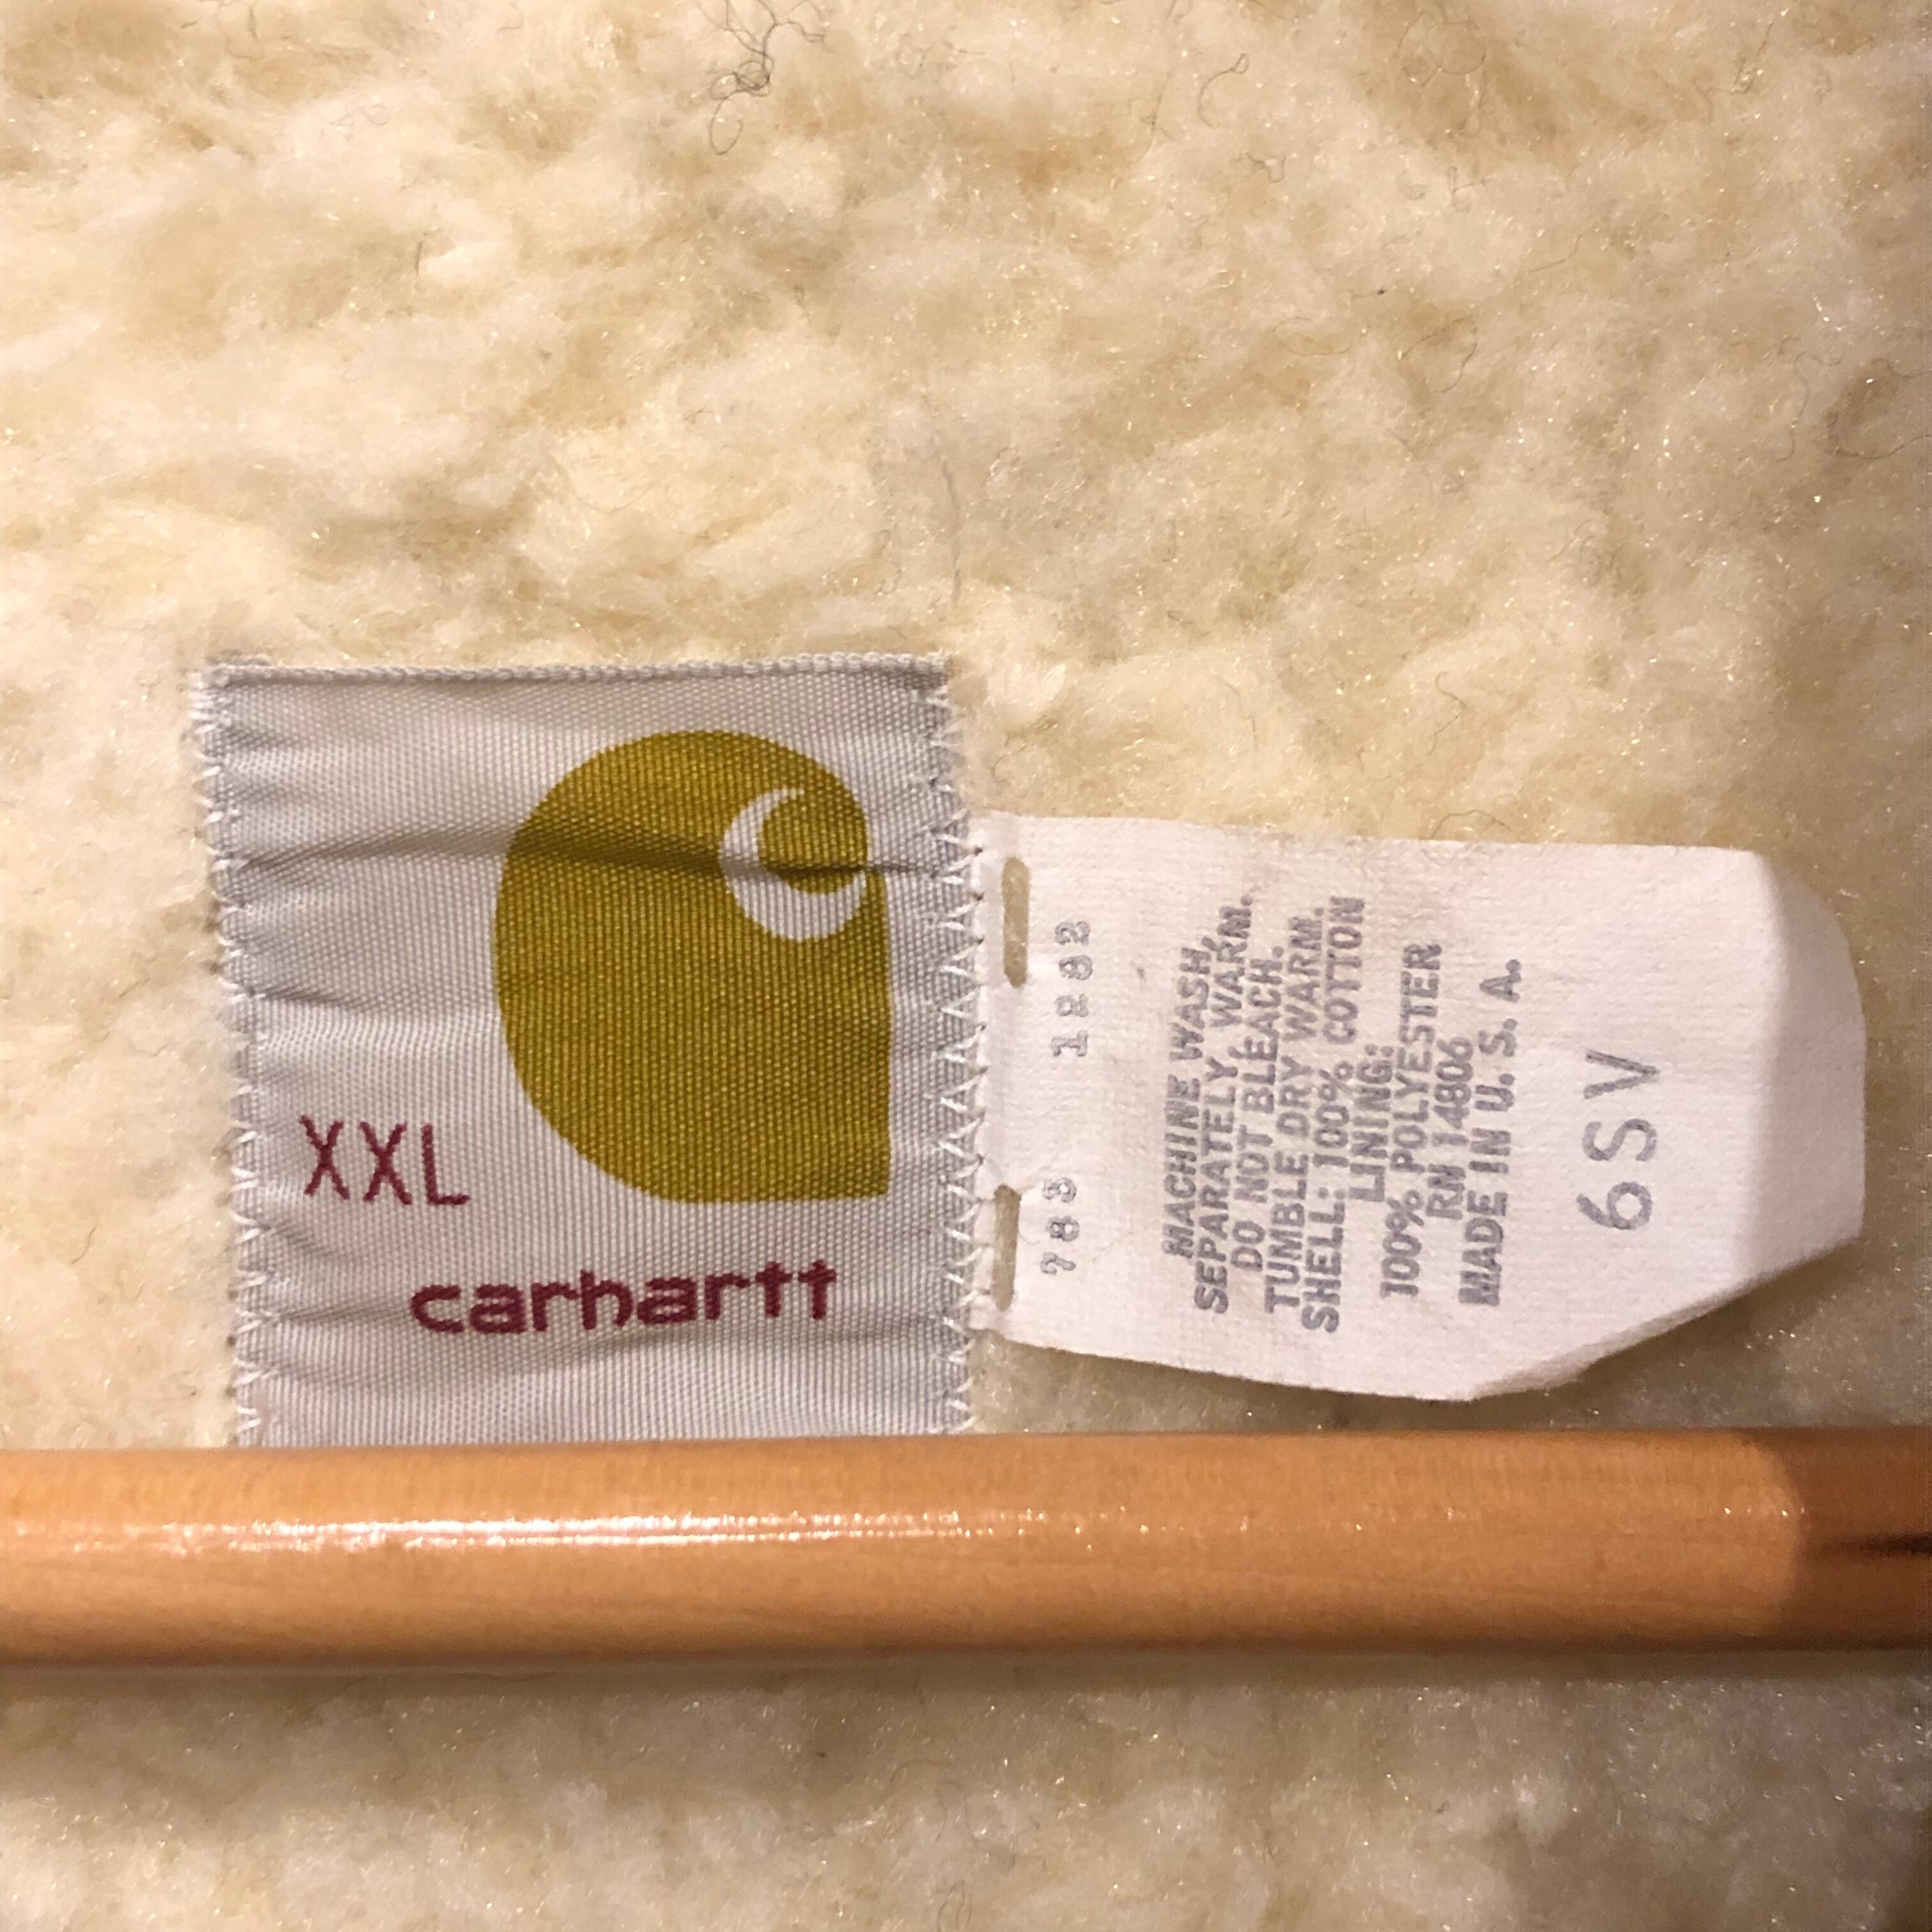 XXL
carhartt
783 1282
MACHINE WASH,
SEPARATELY, WARM.
DO NOT BLEACH.
TUMBLE DRY WARM.
SHELL: 100% COTTON
LINING:
100% POLYESTER
RN 14806
MADE IN U. S. A.
6SV